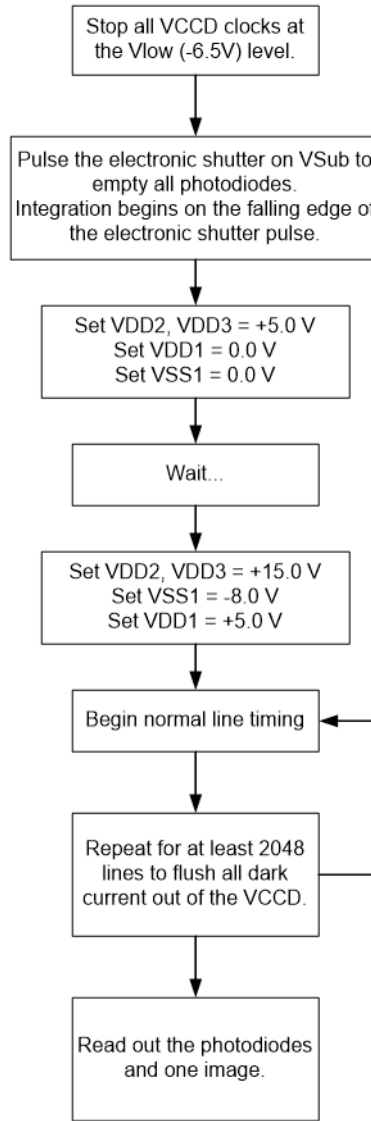 Stop all VCCD clocks at
the Vlow (-6.5V) level.
Pulse the electronic shutter on VSub to
empty all photodiodes.
Integration begins on the falling edge of
the electronic shutter pulse.
Set VDD2, VDD3 = +5.0 V
Set VDD1 = 0.0 V
Set VSS1 = 0.0 V
Wait...
Set VDD2, VDD3 = +15.0 V
Set VSS1 = -8.0 V
Set VDD1 = +5.0 V
Begin normal line timing
Repeat for at least 2048
lines to flush all dark
current out of the VCCD.
Read out the photodiodes
and one image.